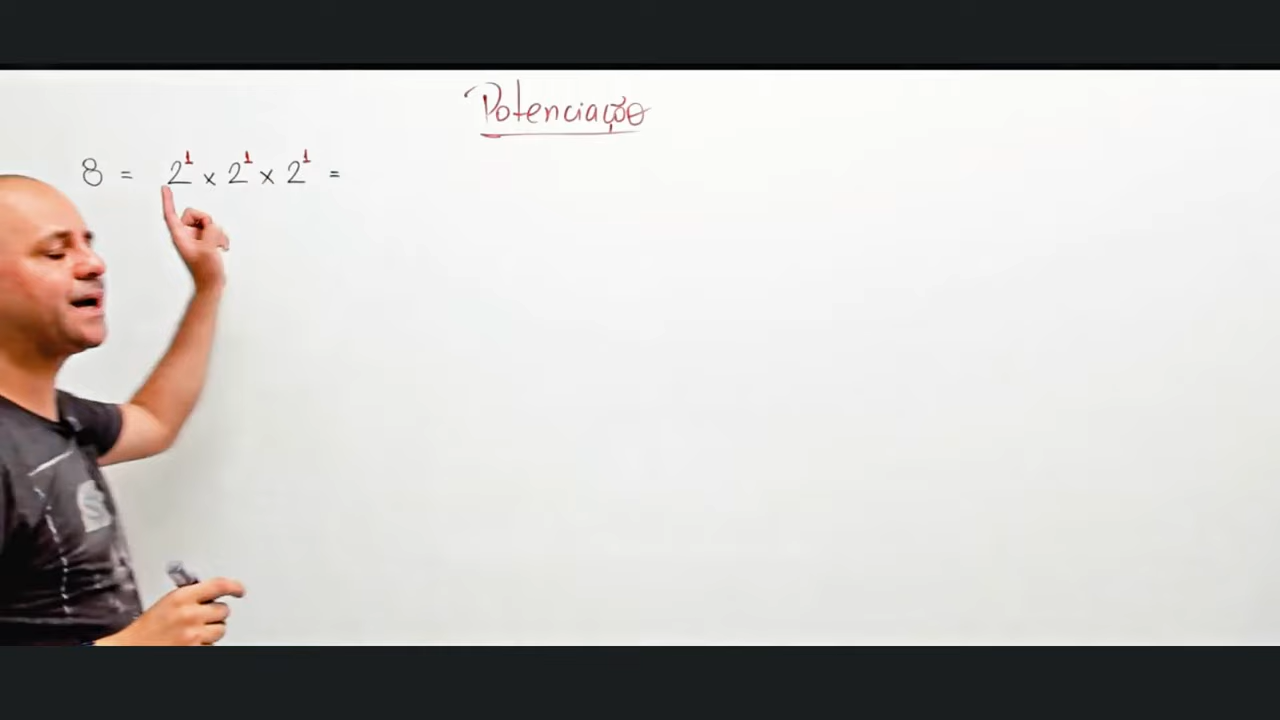 Potenciação
8 = 2¹ x 2¹ x 2¹ =